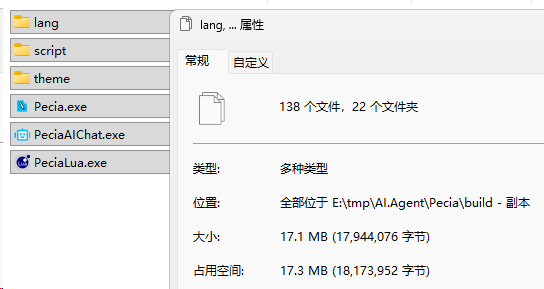 lang
script
theme
Pecia.exe
PeciaAIChat.exe
PeciaLua.exe
lang, ... 属性
常规
自定义
138 个文件，22 个文件夹
类型: 多种类型
位置: 全部位于 E:\tmp\AI.Agent\Pecia\build - 副本
大小: 17.1 MB (17,944,076 字节)
占用空间: 17.3 MB (18,173,952 字节)